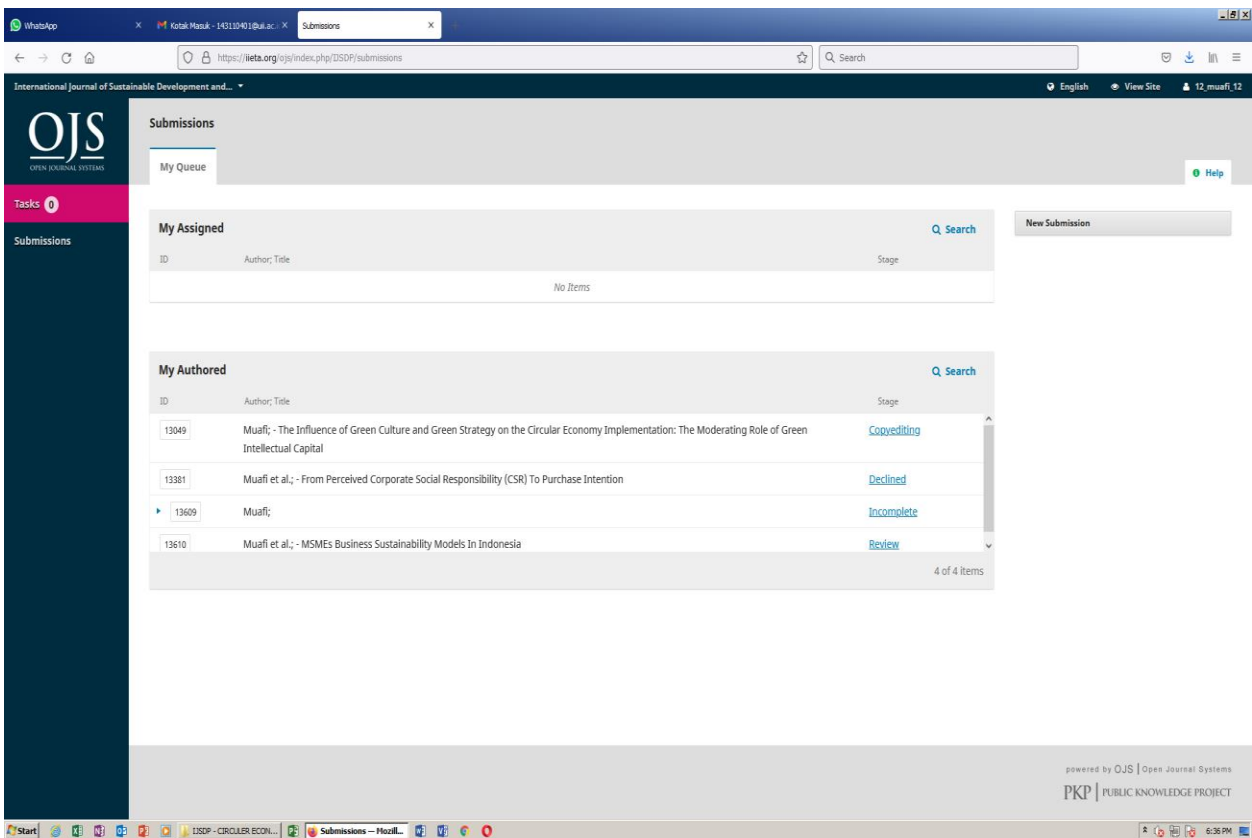 WhatsApp
Kotak Masuk - 143110401@uii.ac.i
Submissions
https://iieta.org/ojs/index.php/IJSDP/submissions
Search
International Journal of Sustainable Development and...
English
View Site
12_muafi_12
OJS
OPEN JOURNAL SYSTEMS
Submissions
My Queue
Help
Tasks 0
Submissions
My Assigned
Search
New Submission
ID
Author; Title
Stage
No Items
My Authored
Search
ID
Author; Title
Stage
13049
Muafi; - The Influence of Green Culture and Green Strategy on the Circular Economy Implementation: The Moderating Role of Green
Intellectual Capital
Copyediting
13381
Muafi et al.; - From Perceived Corporate Social Responsibility (CSR) To Purchase Intention
Declined
13609
Muafi;
Incomplete
13610
Muafi et al.; - MSMEs Business Sustainability Models In Indonesia
Review
4 of 4 items
powered by OJS | Open Journal Systems
PKP | PUBLIC KNOWLEDGE PROJECT
Start
IJSDP - CIRCULER ECON...
Submissions — Mozill...
6:36 PM